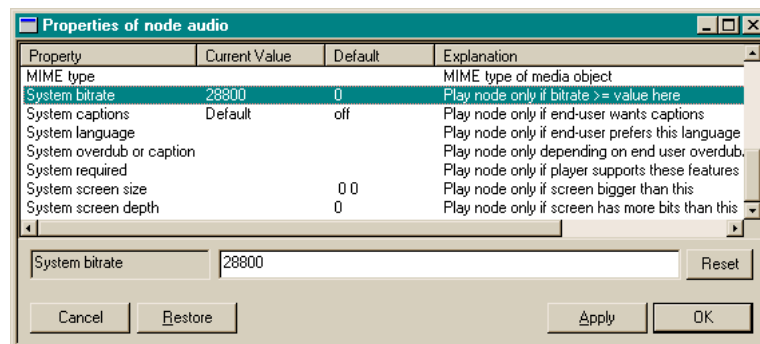 Properties of node audio
Property Current Value Default Explanation
MIME type MIME type of media object
System bitrate 28800 0 Play node only if bitrate >= value here
System captions Default off Play node only if end-user wants captions
System language Play node only if end-user prefers this language
System overdub or caption Play node only depending on end user overdub.
System required Play node only if player supports these features
System screen size 0 0 Play node only if screen bigger than this
System screen depth 0 Play node only if screen has more bits than this
System bitrate 28800 Reset
Cancel Restore Apply OK